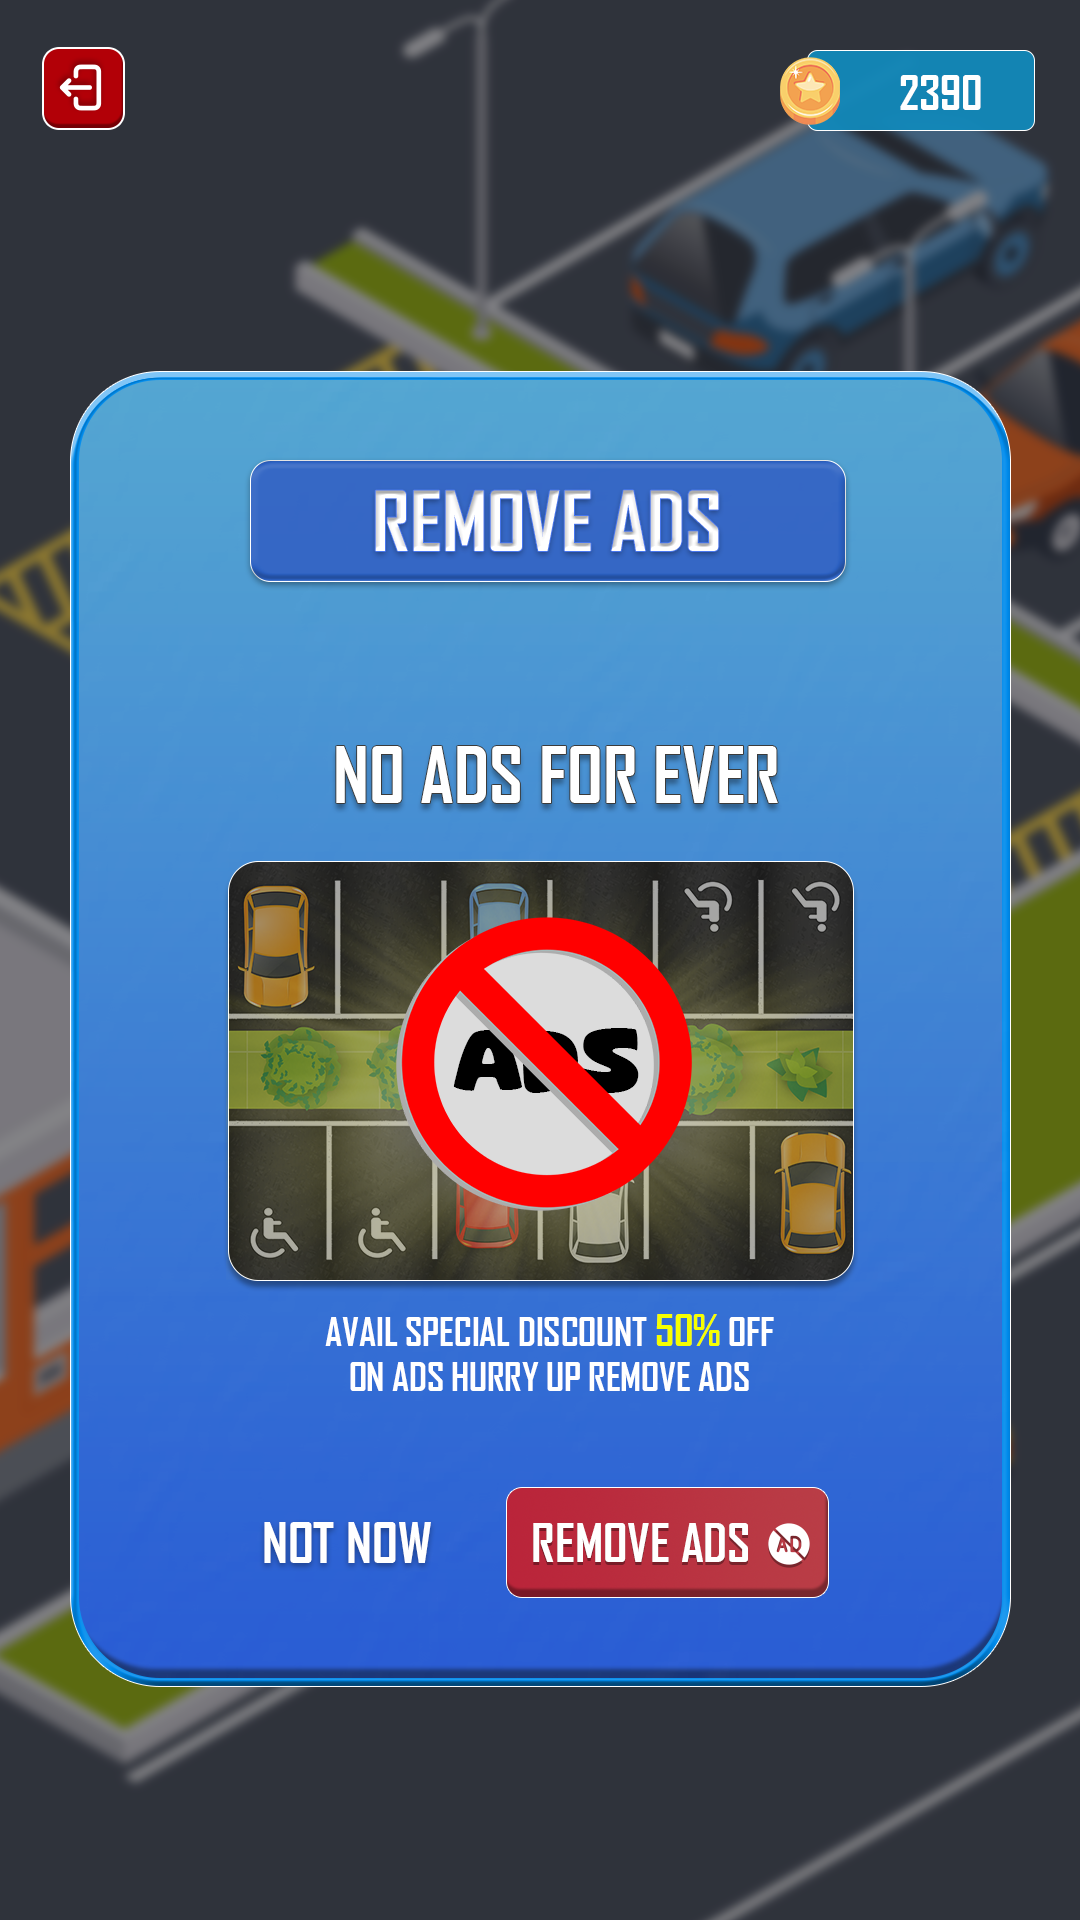 2390
REMOVE ADS
NO ADS FOR EVER
ADS
AVAIL SPECIAL DISCOUNT 50% OFF
ON ADS HURRY UP REMOVE ADS
NOT NOW
REMOVE ADS AD